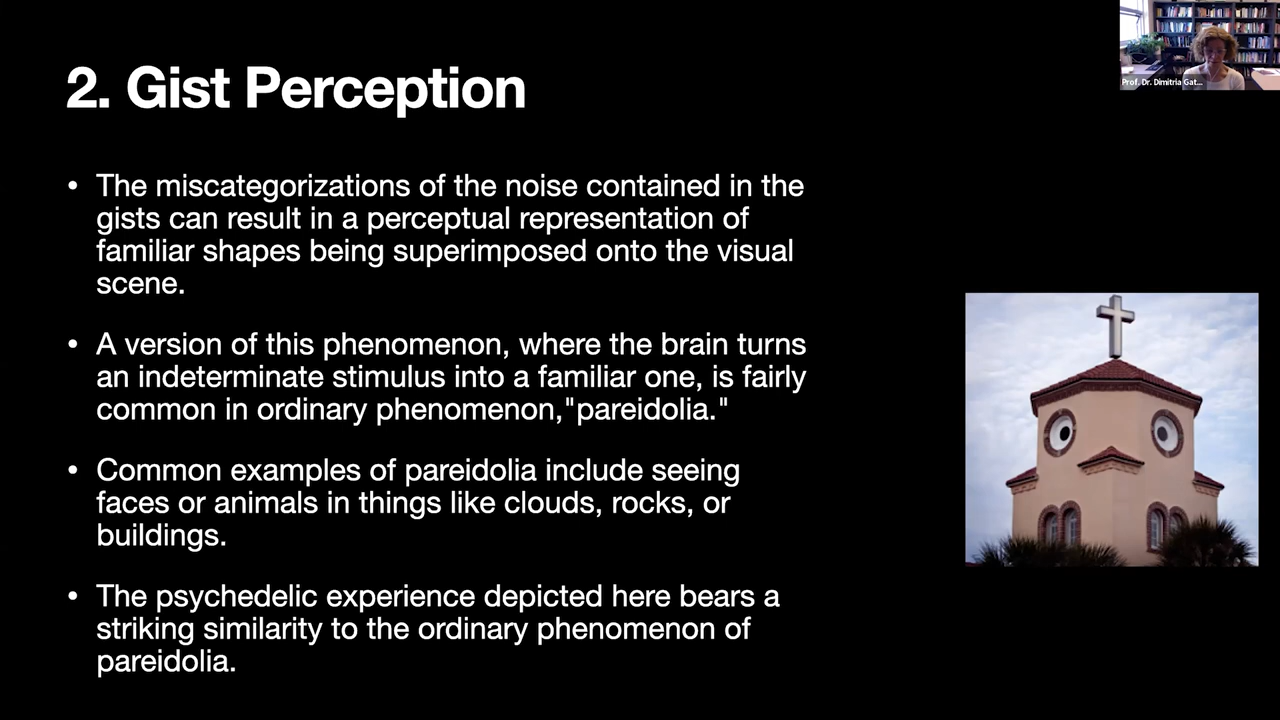 2. Gist Perception
• The miscategorizations of the noise contained in the
gists can result in a perceptual representation of
familiar shapes being superimposed onto the visual
scene.
• A version of this phenomenon, where the brain turns
an indeterminate stimulus into a familiar one, is fairly
common in ordinary phenomenon,"pareidolia."
• Common examples of pareidolia include seeing
faces or animals in things like clouds, rocks, or
buildings.
• The psychedelic experience depicted here bears a
striking similarity to the ordinary phenomenon of
pareidolia.
Prof. Dr. Dimitria Gat...